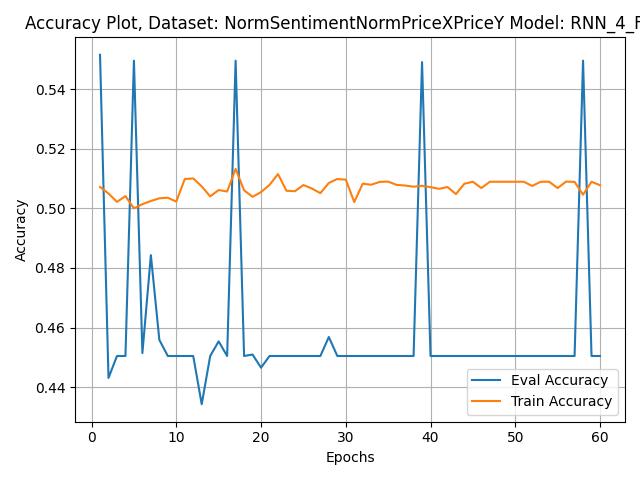 Accuracy Plot, Dataset: NormSentimentNormPriceXPriceY Model: RNN_4_
Accuracy
0.54
0.52
0.50
0.48
0.46
0.44
Eval Accuracy
Train Accuracy
0 10 20 30 40 50 60
Epochs